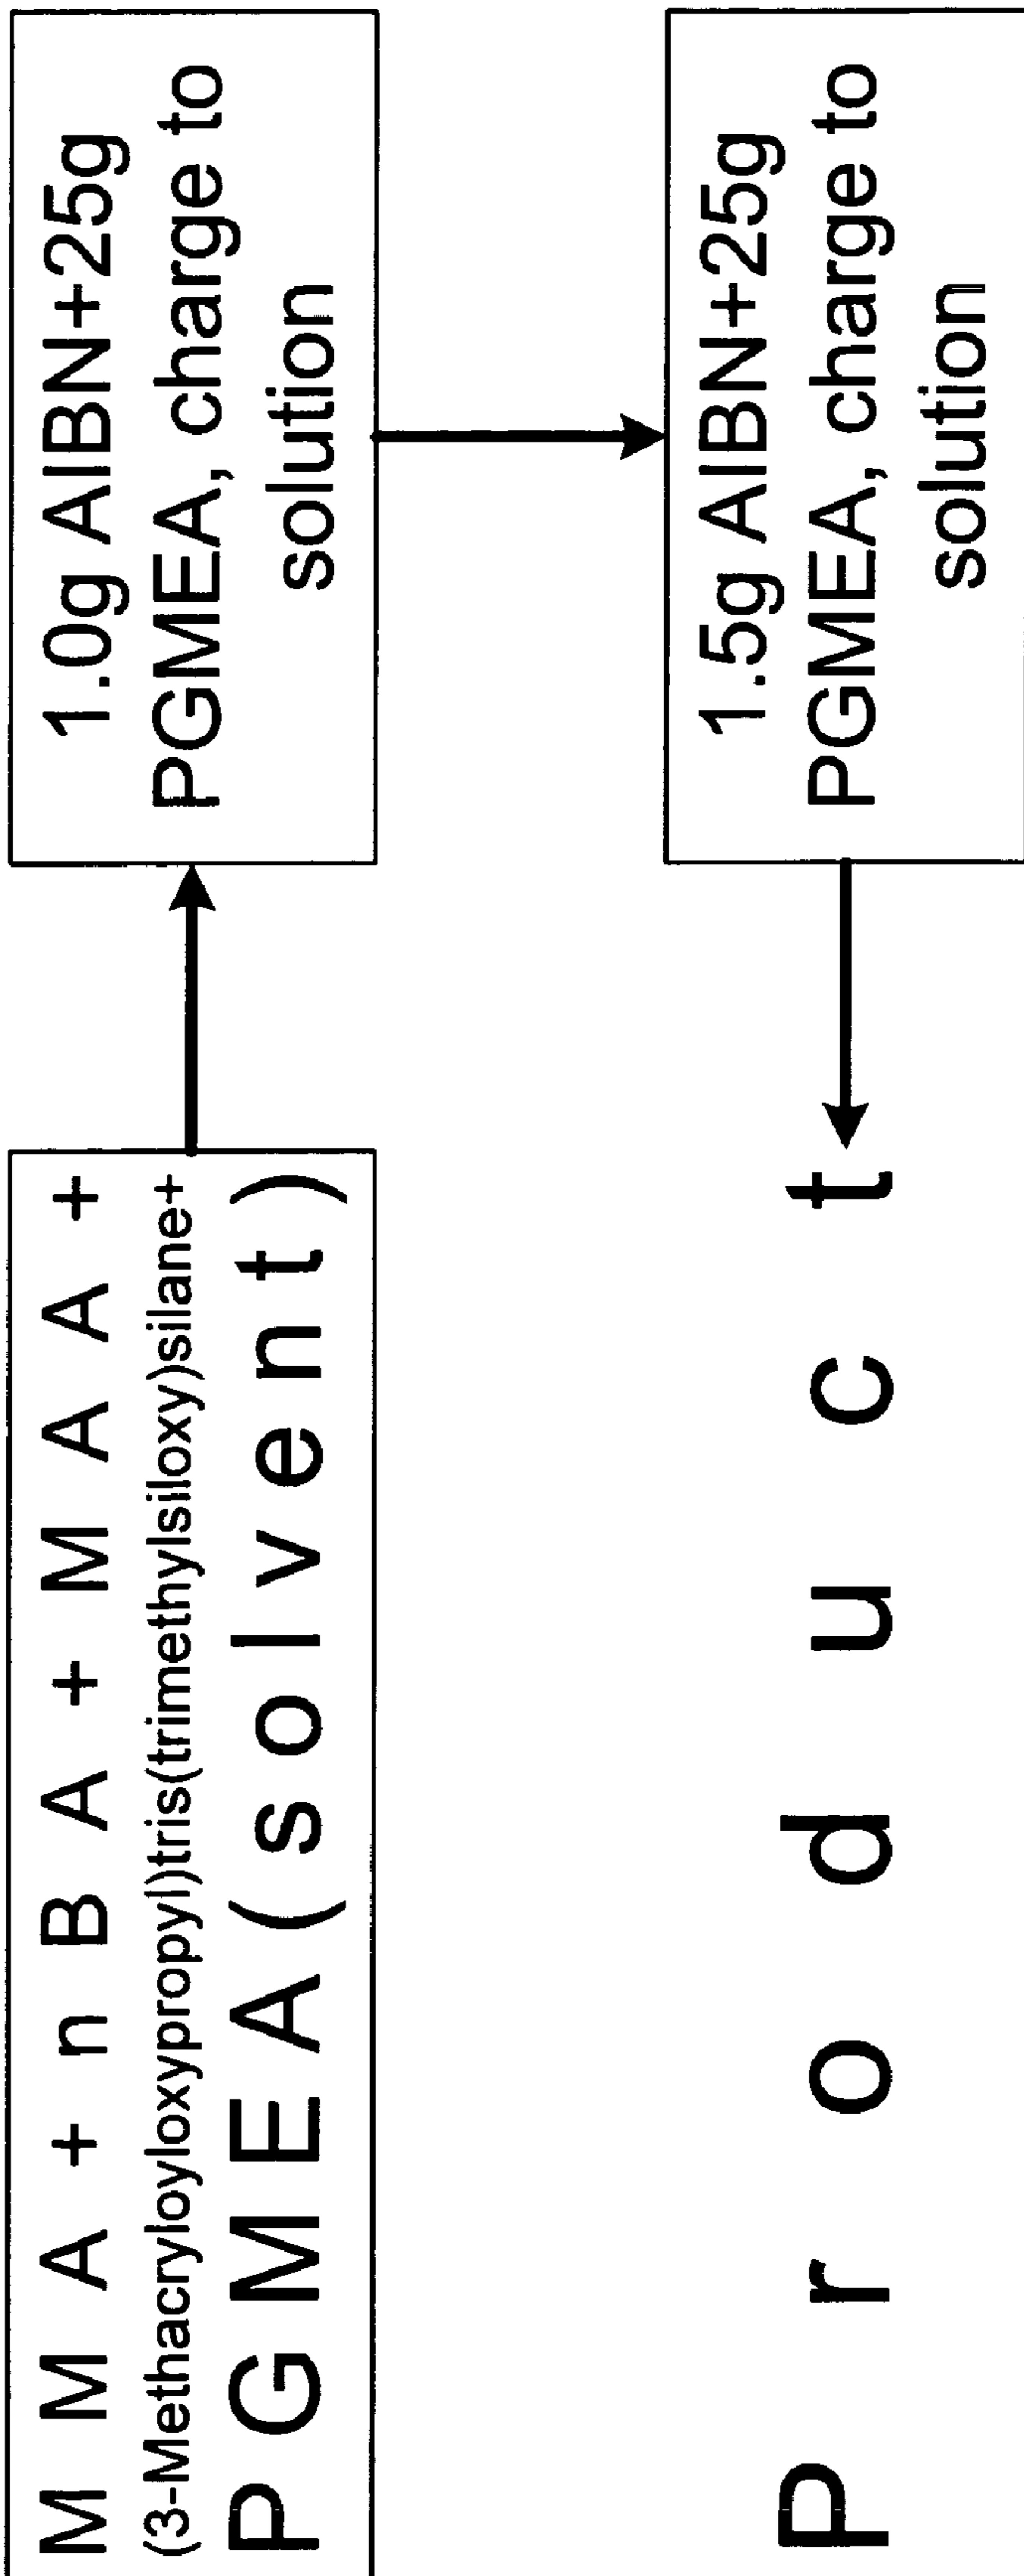 M M A + n B A + M A A +
(3-Methacryloyloxypropyl)tris(trimethylsiloxy)silane+
P G M E A ( s o l v e n t )
1.0g AIBN+25g
PGMEA, charge to
solution
1.5g AIBN+25g
PGMEA, charge to
solution
P r o d u c t